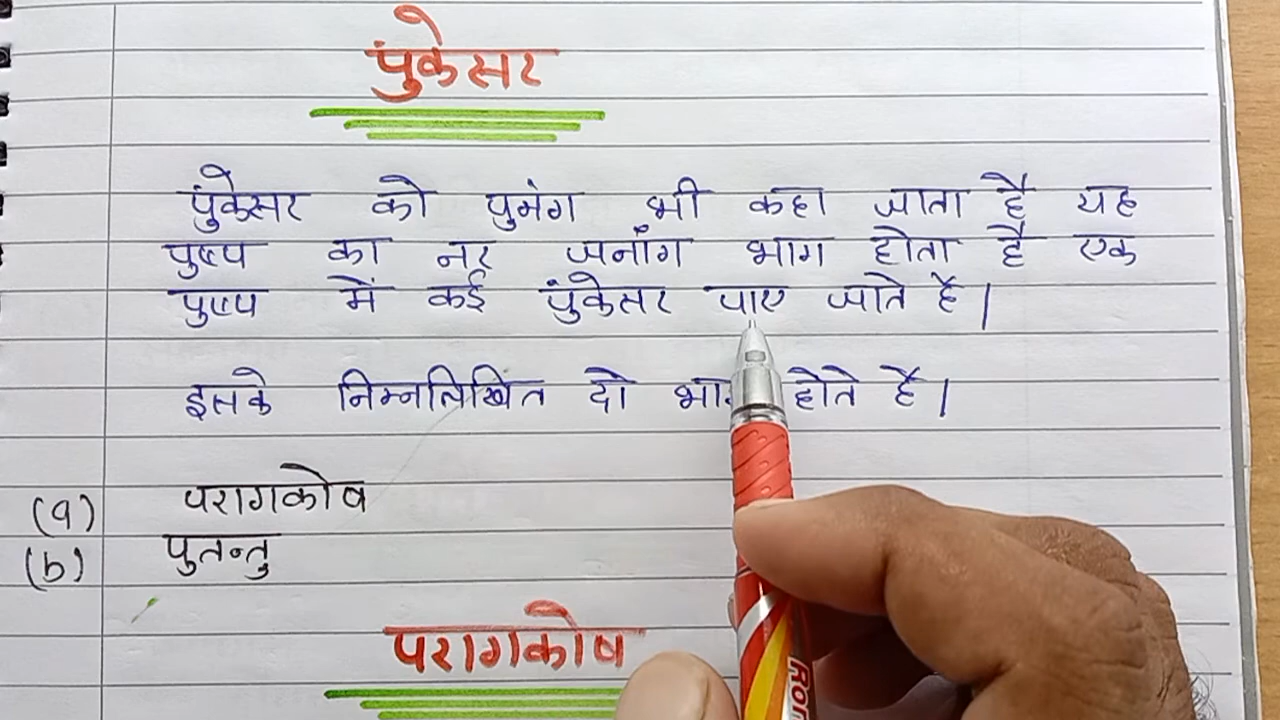 पुंकेसर
पुंकेसर को पुमंग भी कहा जाता है यह
पुष्प का नर जनांग भाग होता है एक
पुष्प में कई पुंकेसर पाए जाते है।
इसके निम्नलिखित दो भाग होते है।
(a) परागकोष
(b) पुतन्तु
परागकोष